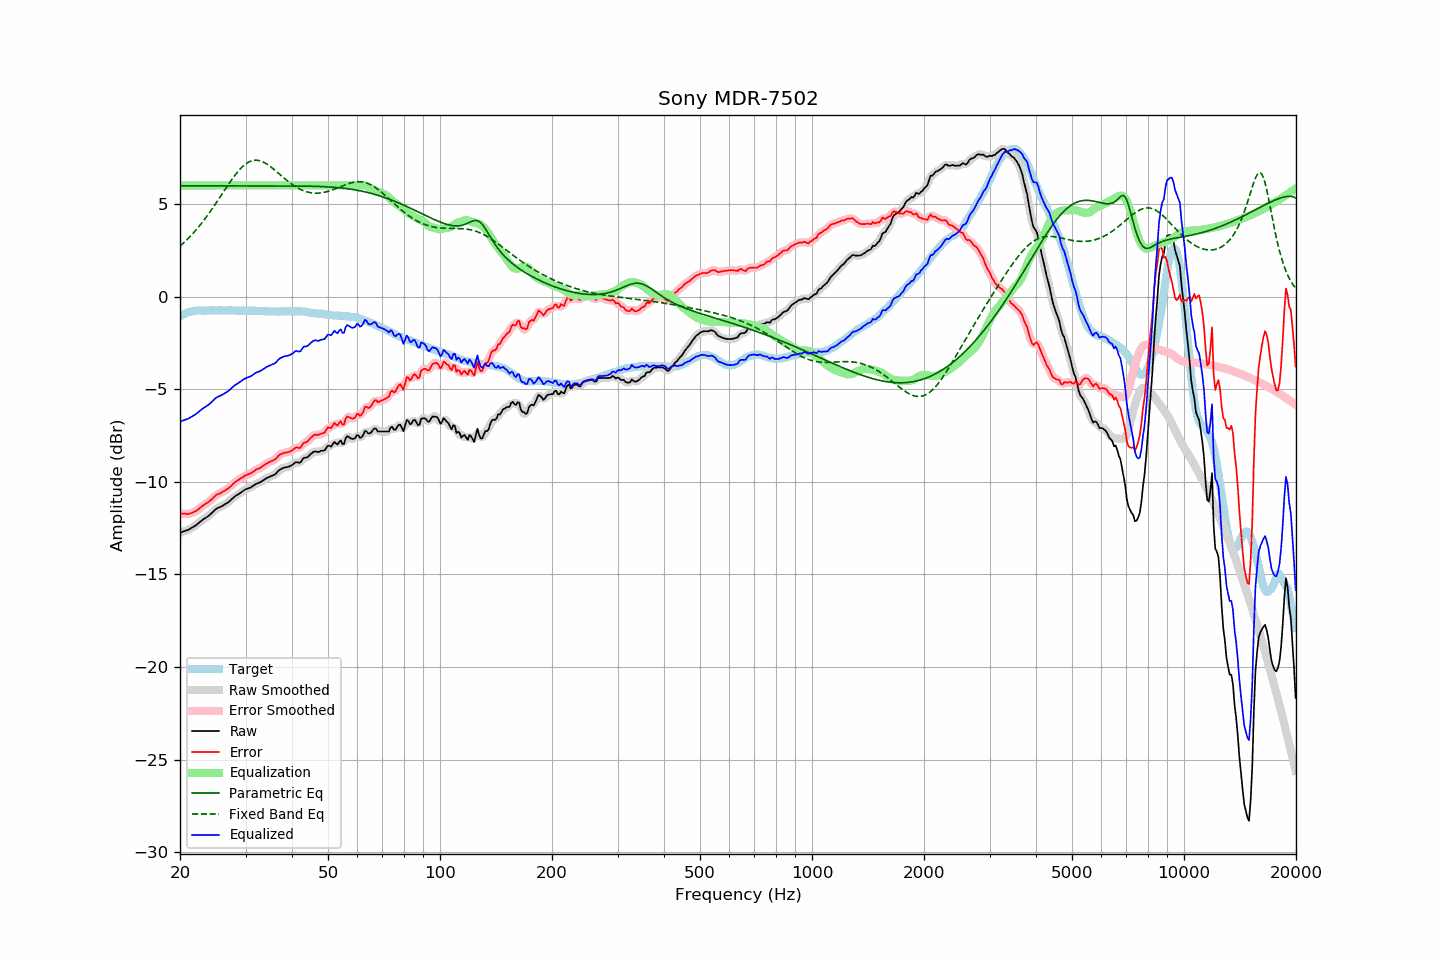 Sony MDR-7502
Amplitude (dBr)
5
0
−5
−10
−15
−20
−25
−30
Target
Raw Smoothed
Error Smoothed
Raw
Error
Equalization
Parametric Eq
Fixed Band Eq
Equalized
20 50 100 200 500 1000 2000 5000 10000 20000
Frequency (Hz)